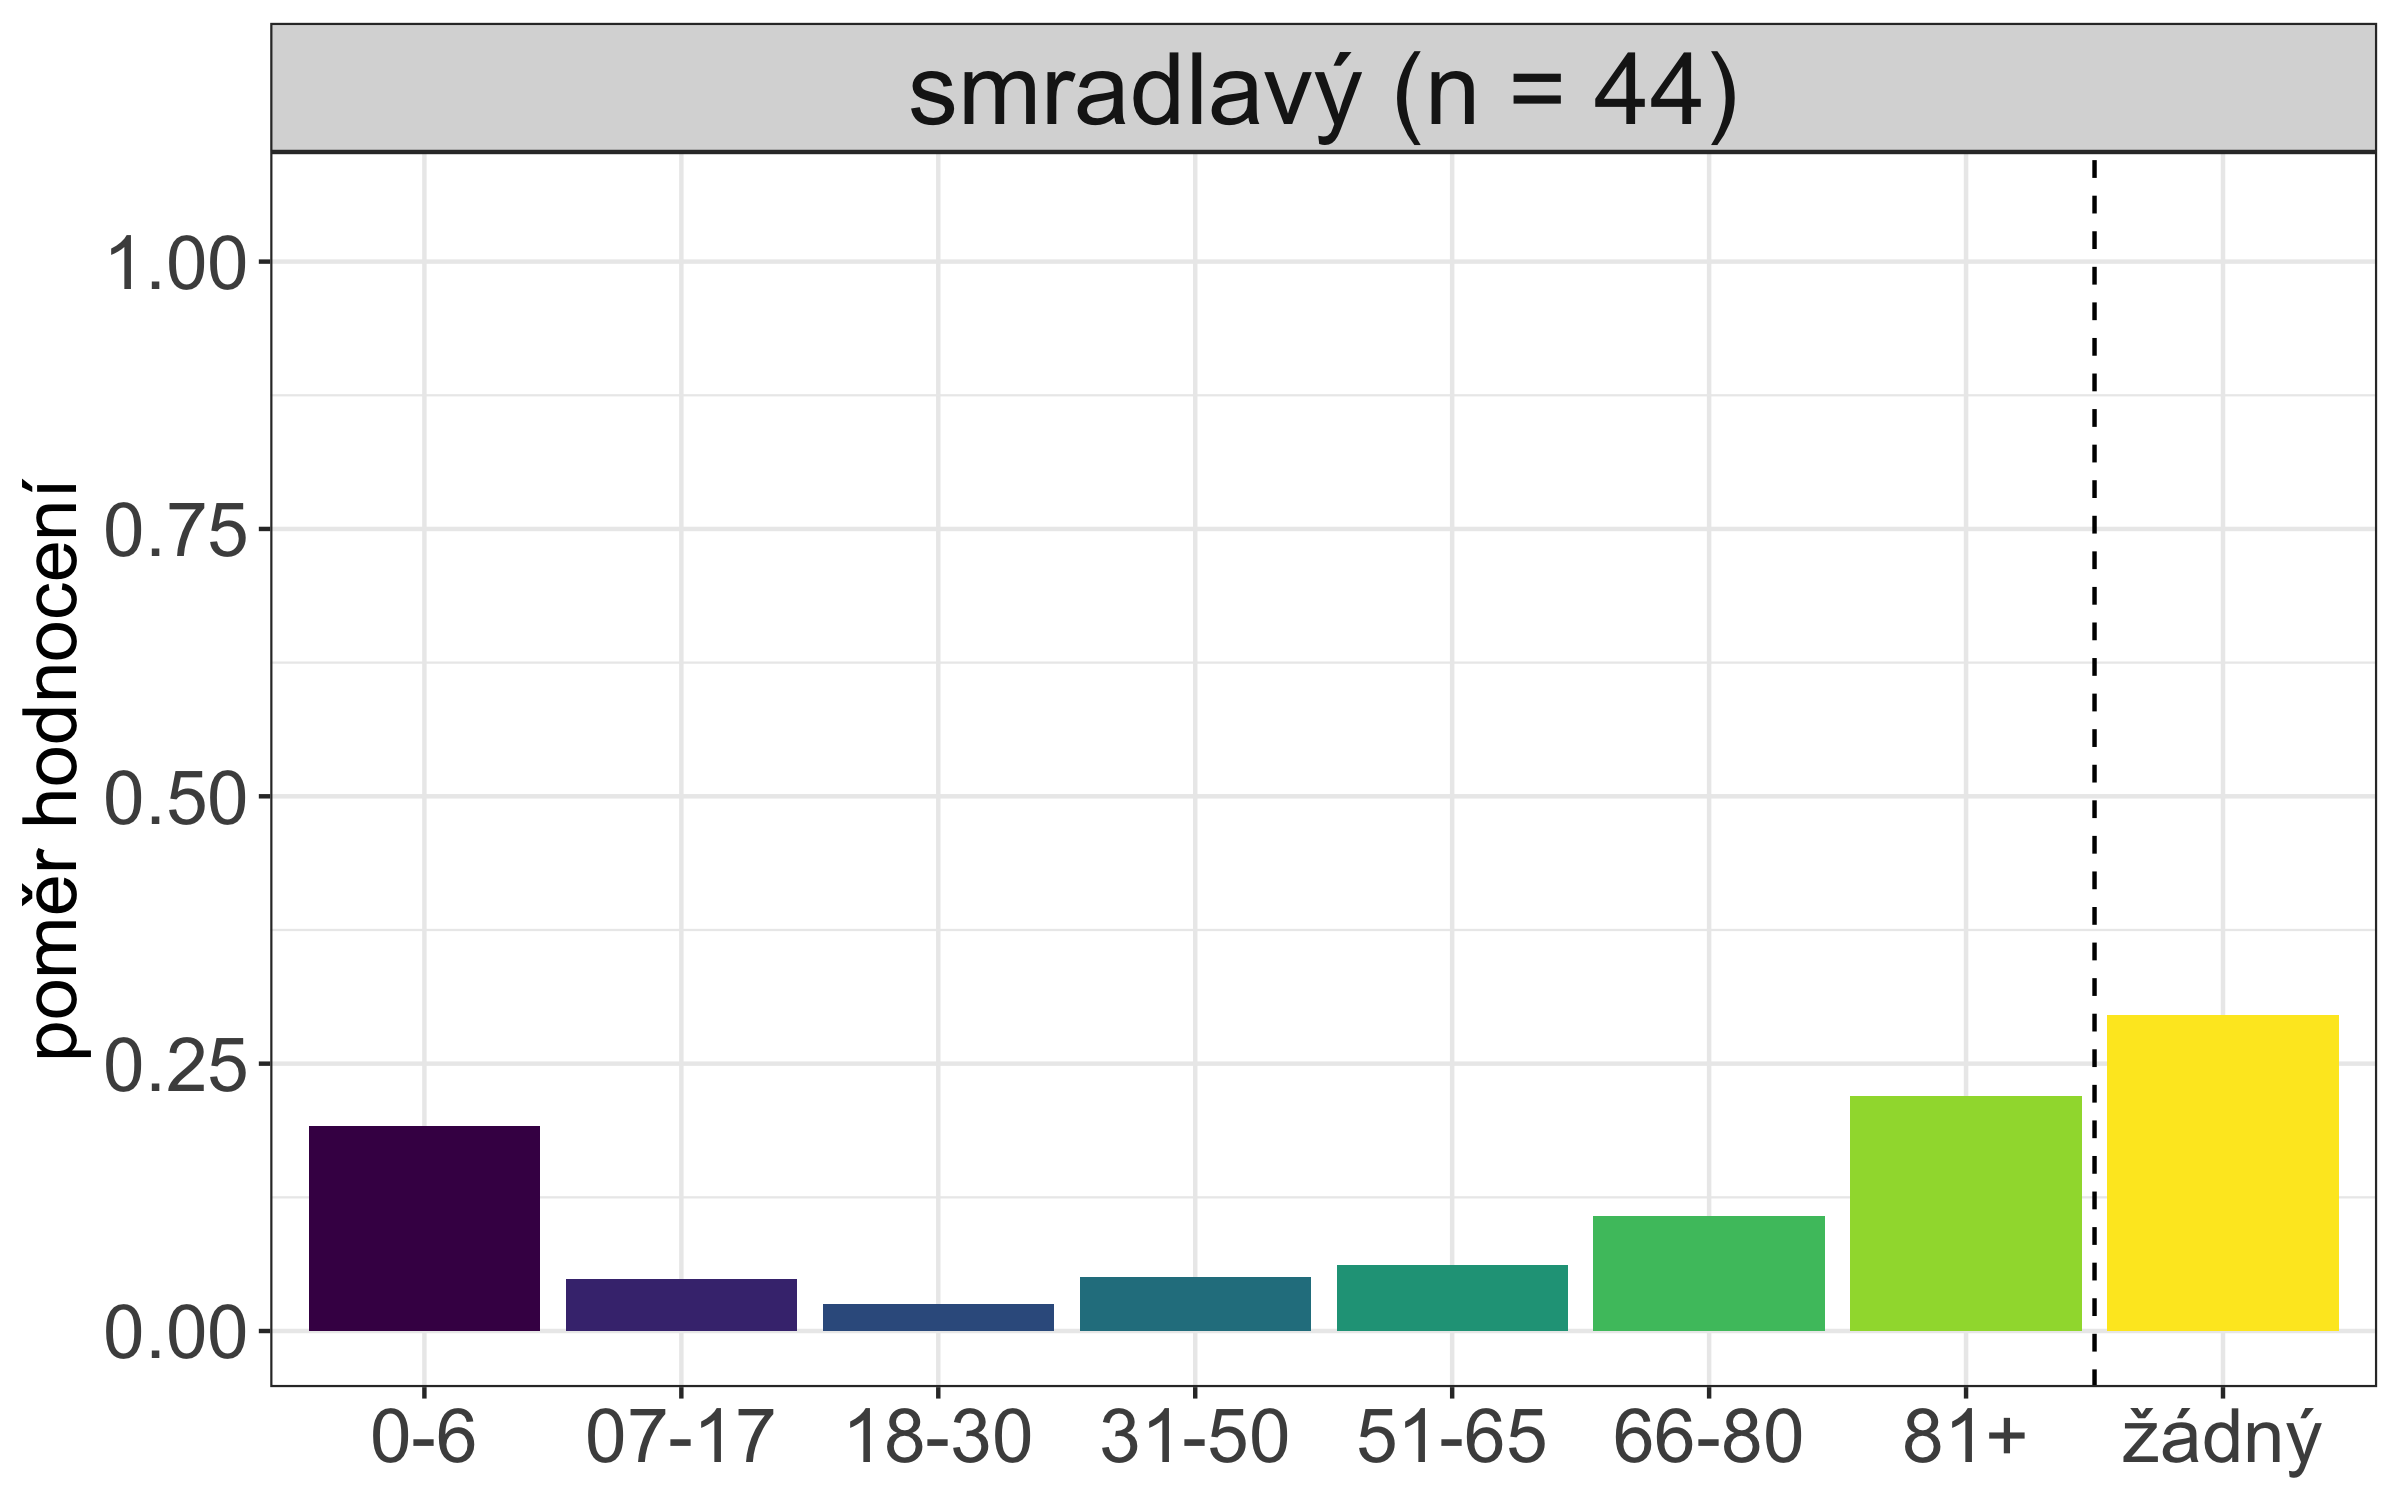 smradlavý (n = 44)
poměr hodnocení
1.00
0.75
0.50
0.25
0.00
0-6 07-17 18-30 31-50 51-65 66-80 81+ žádný